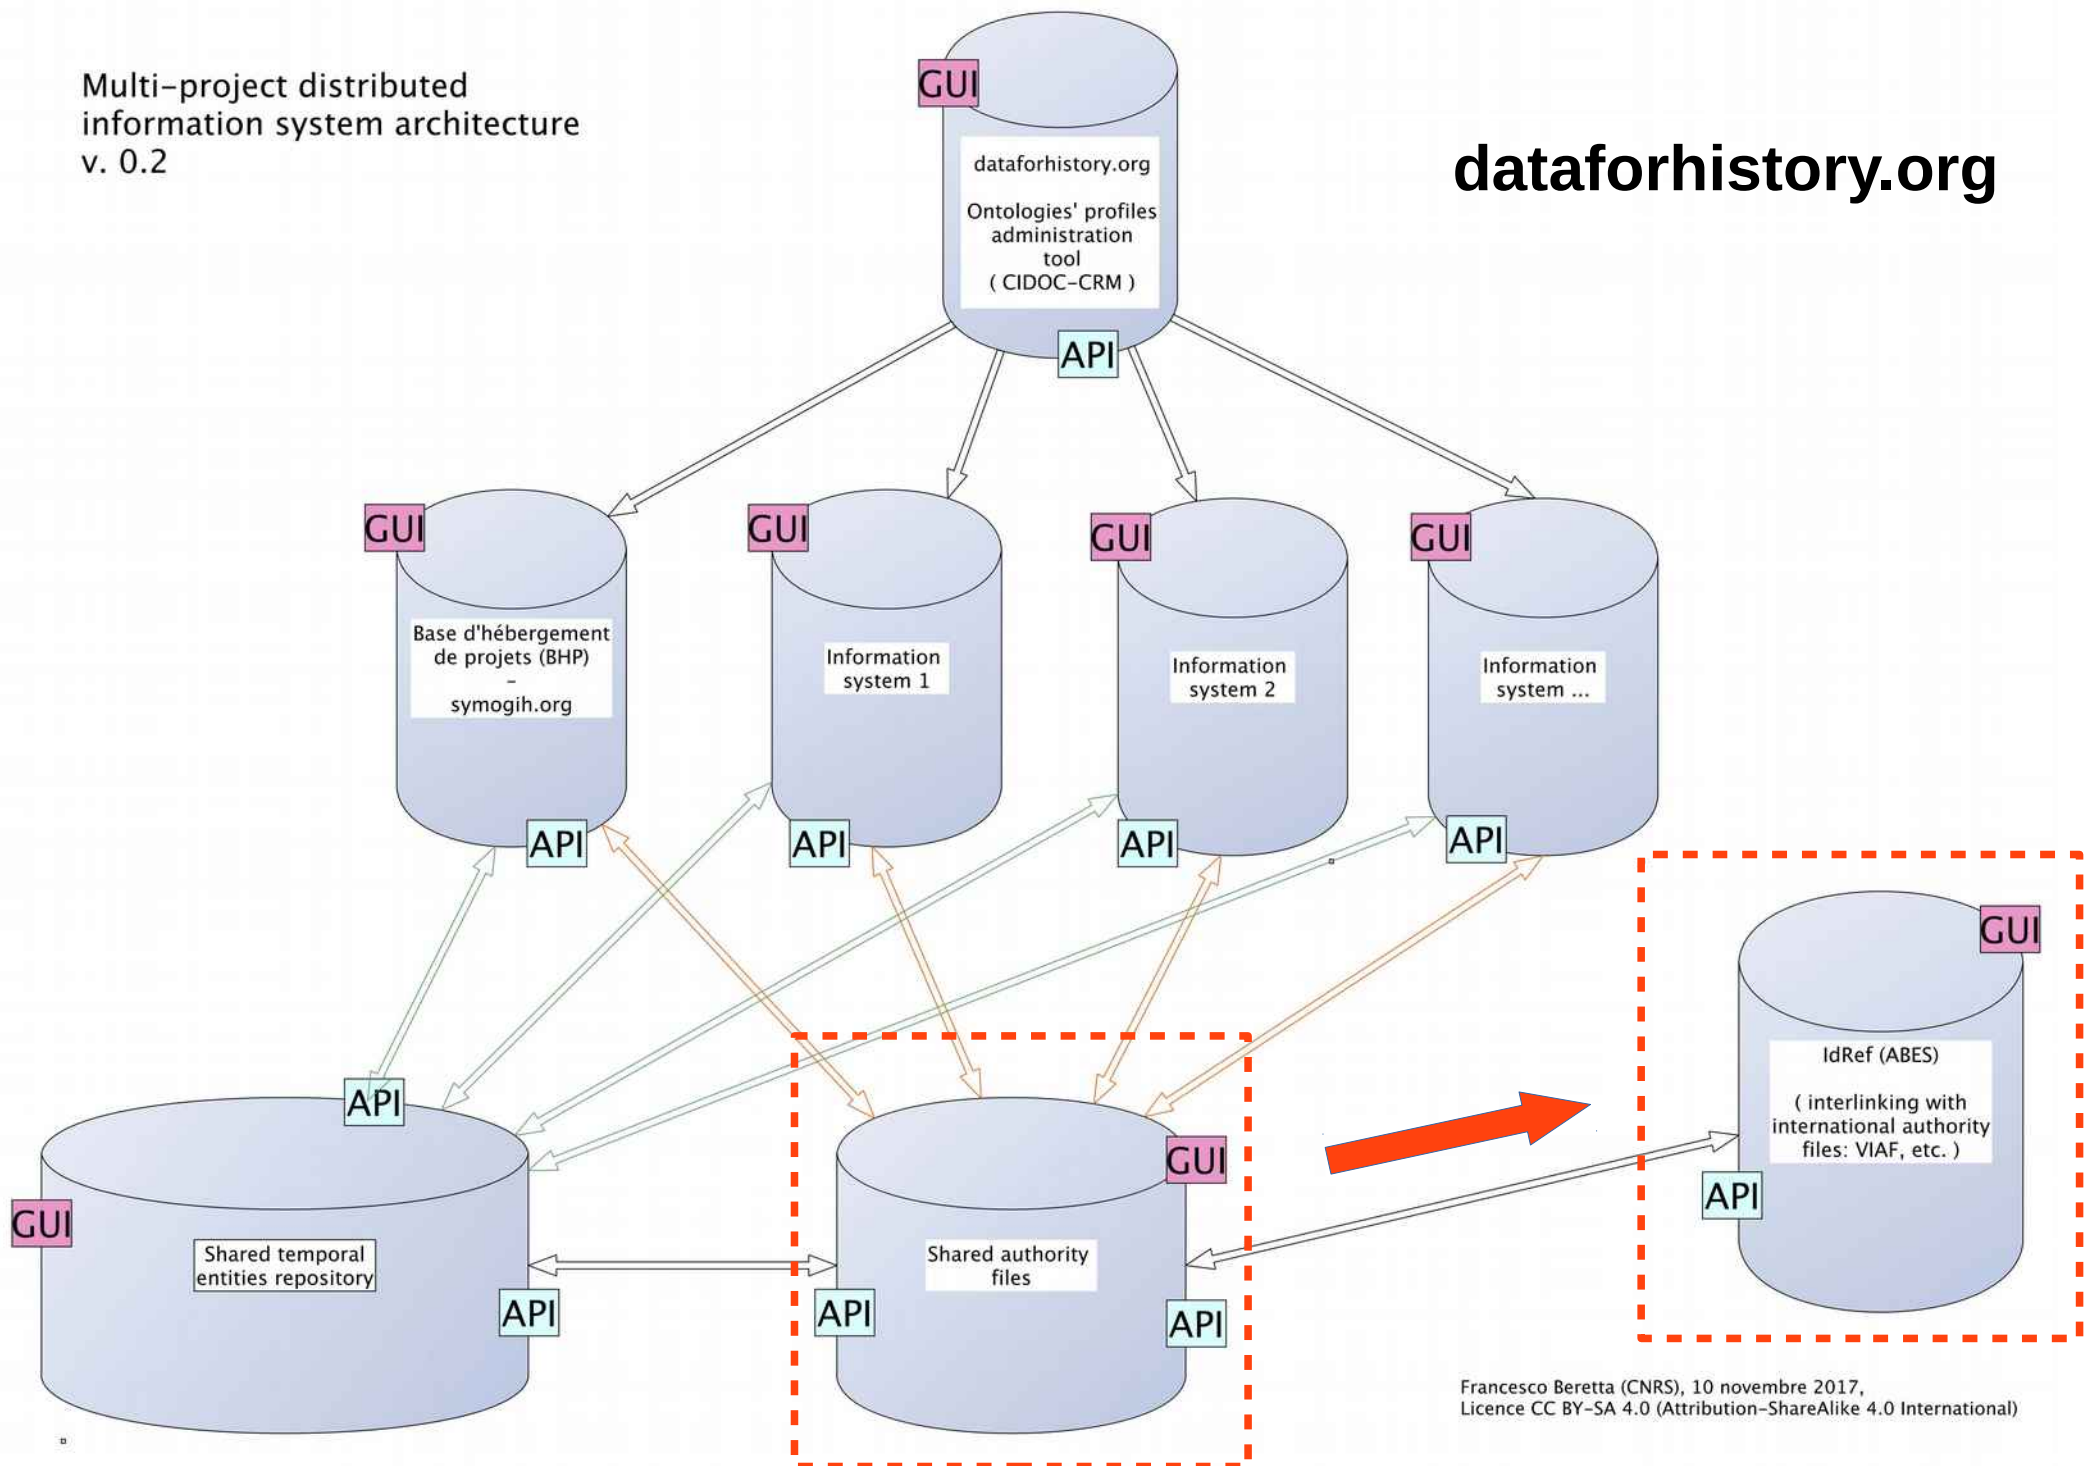 Multi-project distributed
information system architecture
v. 0.2
GUI
dataforhistory.org
Ontologies' profiles
administration
tool
( CIDOC-CRM )
API
dataforhistory.org
GUI
Base d'hébergement
de projets (BHP)
-
symogih.org
API
GUI
Information
system 1
API
GUI
Information
system 2
API
GUI
Information
system ...
API
API
GUI
Shared temporal
entities repository
API
GUI
Shared authority
files
API
API
GUI
IdRef (ABES)
( interlinking with
international authority
files: VIAF, etc. )
API
Francesco Beretta (CNRS), 10 novembre 2017,
Licence CC BY-SA 4.0 (Attribution-ShareAlike 4.0 International)